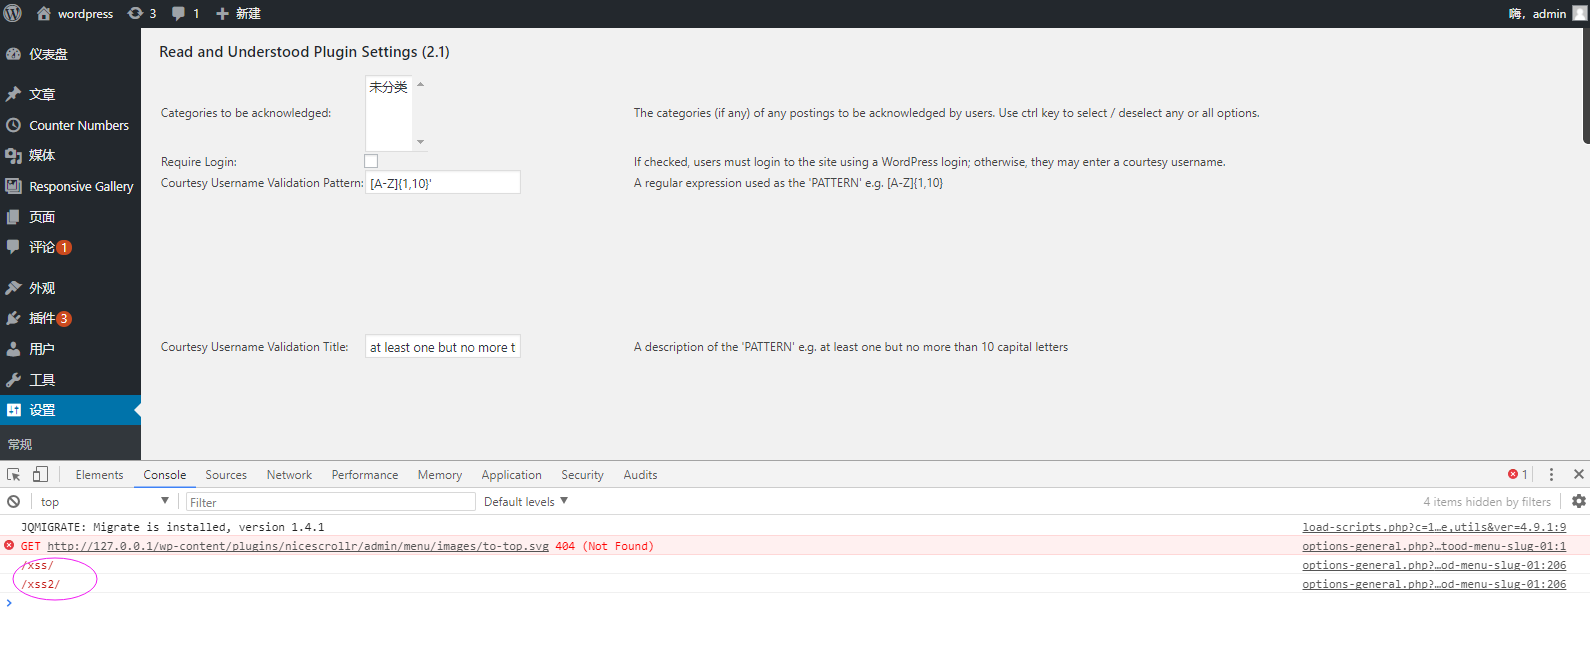 wordpress 3 1 新建 嗨，admin
仪表盘
文章
Counter Numbers
媒体
Responsive Gallery
页面
评论 1
外观
插件 3
用户
工具
设置
常规
Read and Understood Plugin Settings (2.1)
未分类
Categories to be acknowledged: The categories (if any) of any postings to be acknowledged by users. Use ctrl key to select / deselect any or all options.
Require Login: If checked, users must login to the site using a WordPress login; otherwise, they may enter a courtesy username.
Courtesy Username Validation Pattern: [A-Z]{1,10}' A regular expression used as the 'PATTERN' e.g. [A-Z]{1,10}
Courtesy Username Validation Title: at least one but no more t A description of the 'PATTERN' e.g. at least one but no more than 10 capital letters
Elements Console Sources Network Performance Memory Application Security Audits 1
top Filter Default levels 4 items hidden by filters
JQMIGRATE: Migrate is installed, version 1.4.1 load-scripts.php?c=1…e,utils&ver=4.9.1:9
GET http://127.0.0.1/wp-content/plugins/nicescrollr/admin/menu/images/to-top.svg 404 (Not Found) options-general.php?…tood-menu-slug-01:1
/xss/ options-general.php?…od-menu-slug-01:206
/xss2/ options-general.php?…od-menu-slug-01:206